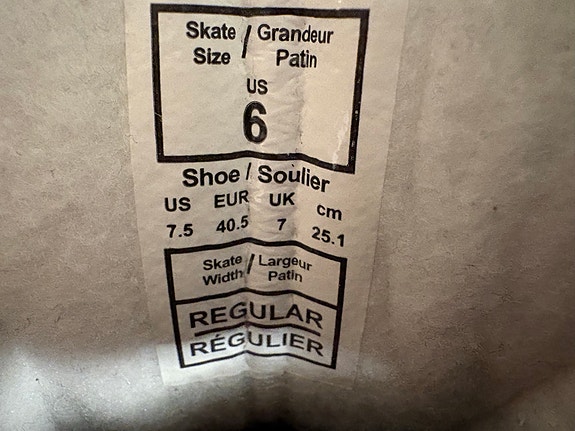 Skate / Grandeur
Size Patin
US
6
Shoe / Soulier
US EUR UK cm
7.5 40.5 7 25.1
Skate / Largeur
Width Patin
REGULAR
RÉGULIER